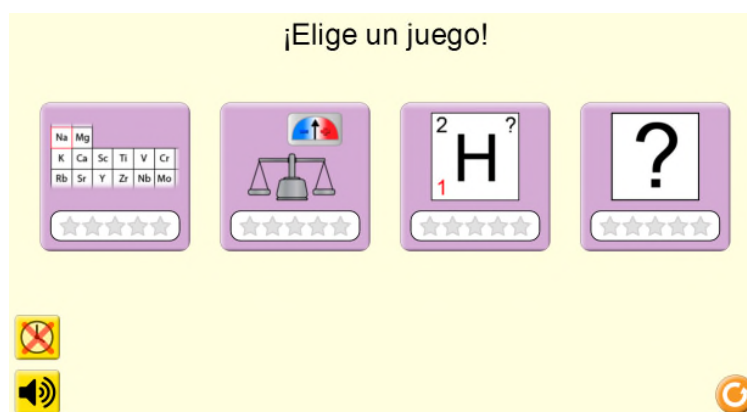 ¡Elige un juego!
Na Mg
K Ca Sc Ti V Cr
Rb Sr Y Zr Nb Mo
- +
2 ?
H
1
?